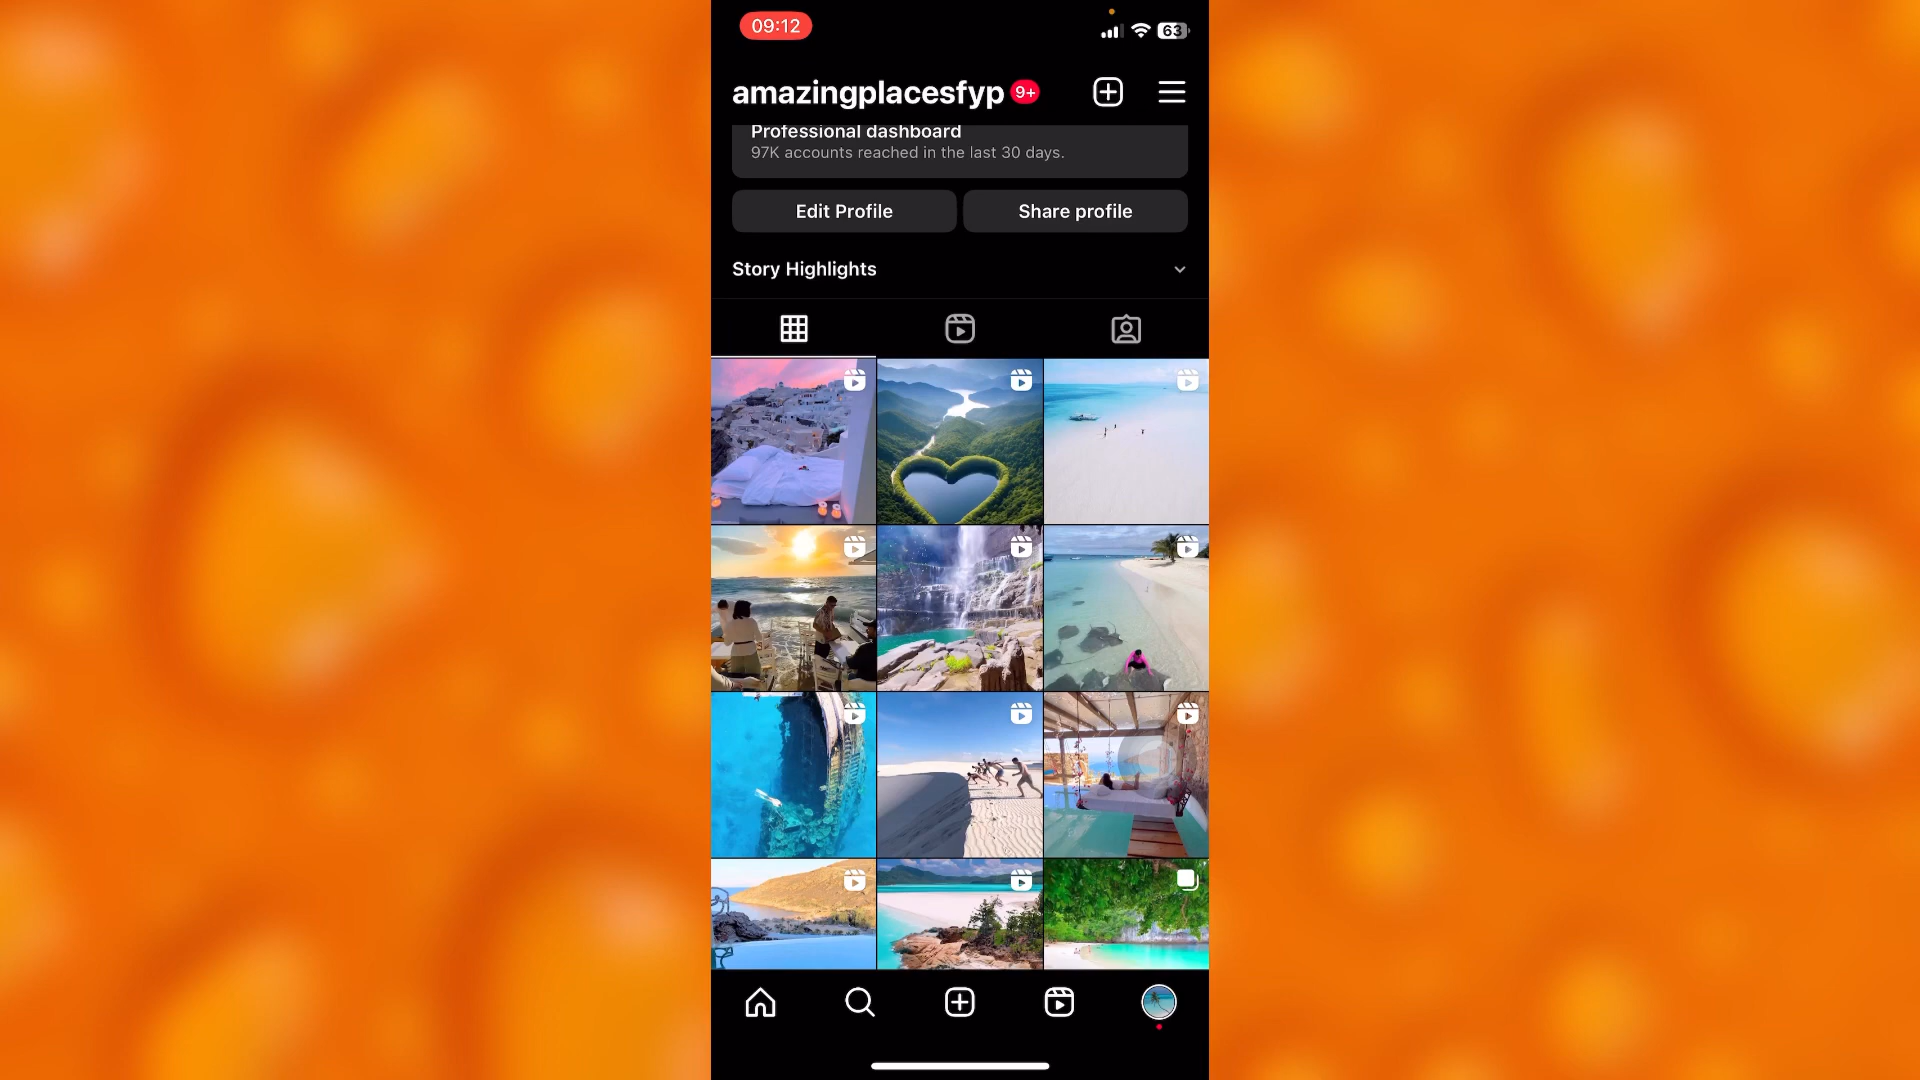 09:12
63
amazingplacesfyp 9+
Professional dashboard
97K accounts reached in the last 30 days.
Edit Profile
Share profile
Story Highlights